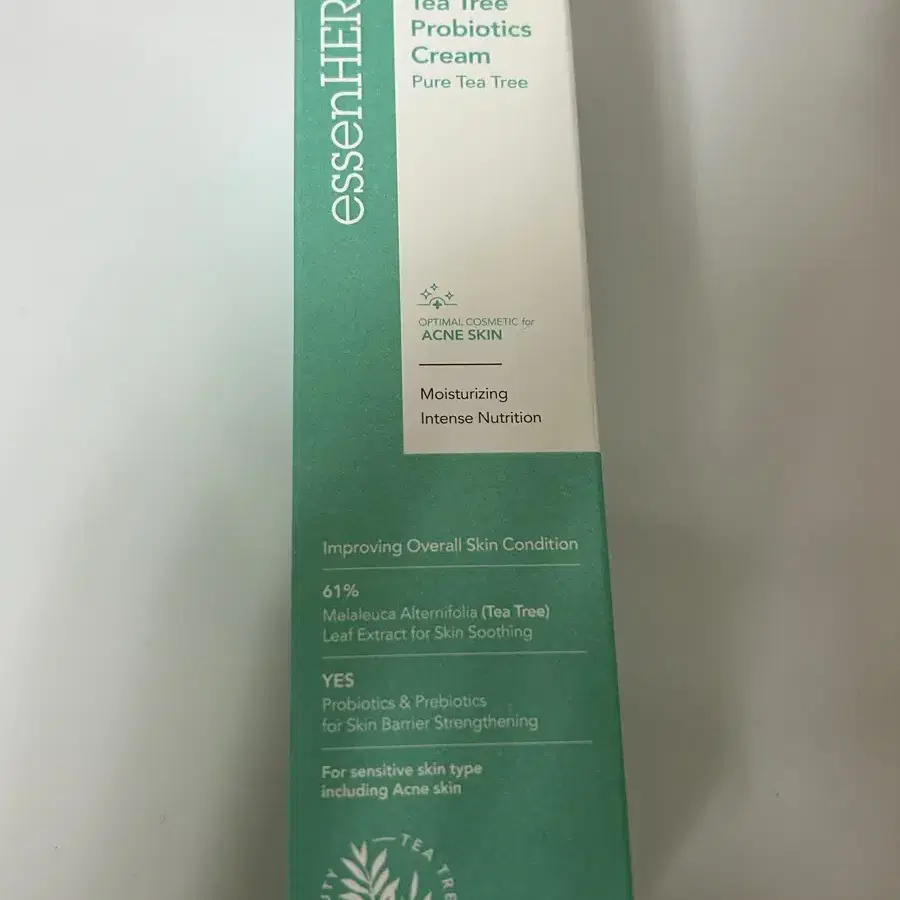 essenHER
Tea Tree
Probiotics
Cream
Pure Tea Tree
OPTIMAL COSMETIC for
ACNE SKIN
Moisturizing
Intense Nutrition
Improving Overall Skin Condition
61%
Melaleuca Alternifolia (Tea Tree)
Leaf Extract for Skin Soothing
YES
Probiotics & Prebiotics
for Skin Barrier Strengthening
For sensitive skin type
including Acne skin
TEA TRE